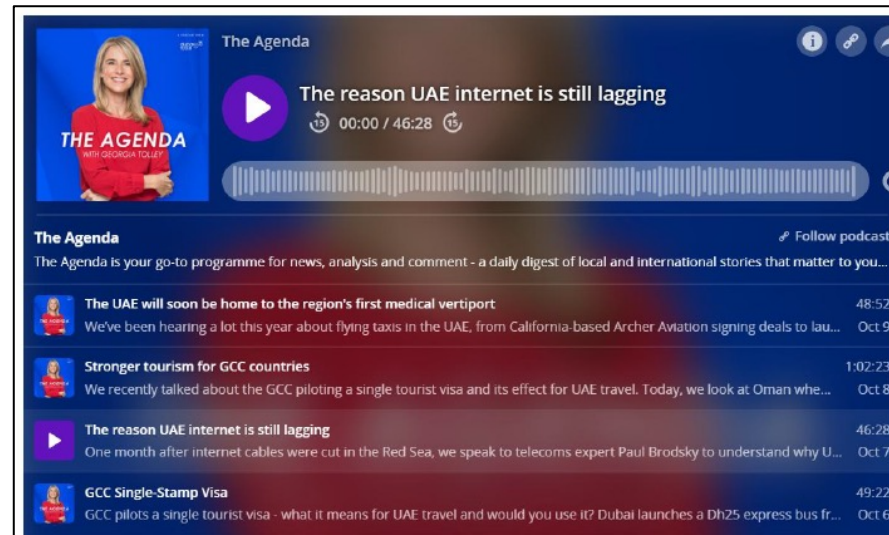 The Agenda
The reason UAE internet is still lagging
15 00:00 / 46:28 15
THE AGENDA
WITH GEORGIA TOLLEY
The Agenda
Follow podcast
The Agenda is your go-to programme for news, analysis and comment - a daily digest of local and international stories that matter to you...
The UAE will soon be home to the region's first medical vertiport 48:52
We've been hearing a lot this year about flying taxis in the UAE, from California-based Archer Aviation signing deals to lau... Oct 9
Stronger tourism for GCC countries 1:02:23
We recently talked about the GCC piloting a single tourist visa and its effect for UAE travel. Today, we look at Oman whe... Oct 8
The reason UAE internet is still lagging 46:28
One month after internet cables were cut in the Red Sea, we speak to telecoms expert Paul Brodsky to understand why U... Oct 7
GCC Single-Stamp Visa 49:22
GCC pilots a single tourist visa - what it means for UAE travel and would you use it? Dubai launches a Dh25 express bus fr... Oct 6